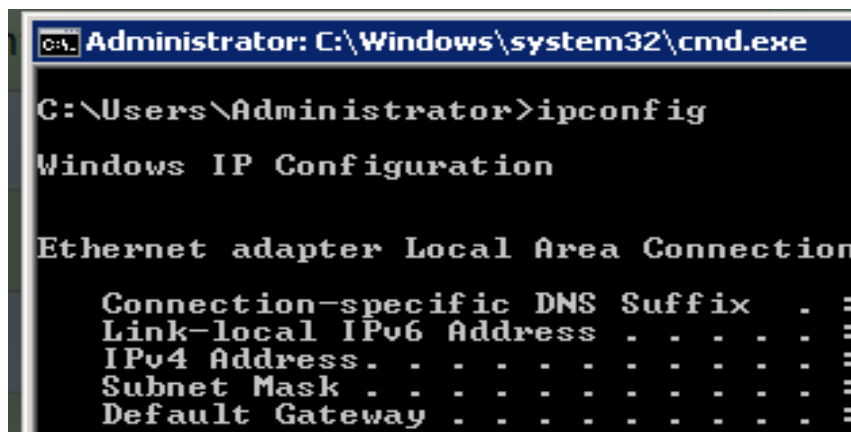 Administrator: C:\Windows\system32\cmd.exe
C:\Users\Administrator>ipconfig
Windows IP Configuration
Ethernet adapter Local Area Connection
Connection-specific DNS Suffix . :
Link-local IPv6 Address . . . . . :
IPv4 Address. . . . . . . . . . . :
Subnet Mask . . . . . . . . . . . :
Default Gateway . . . . . . . . . :